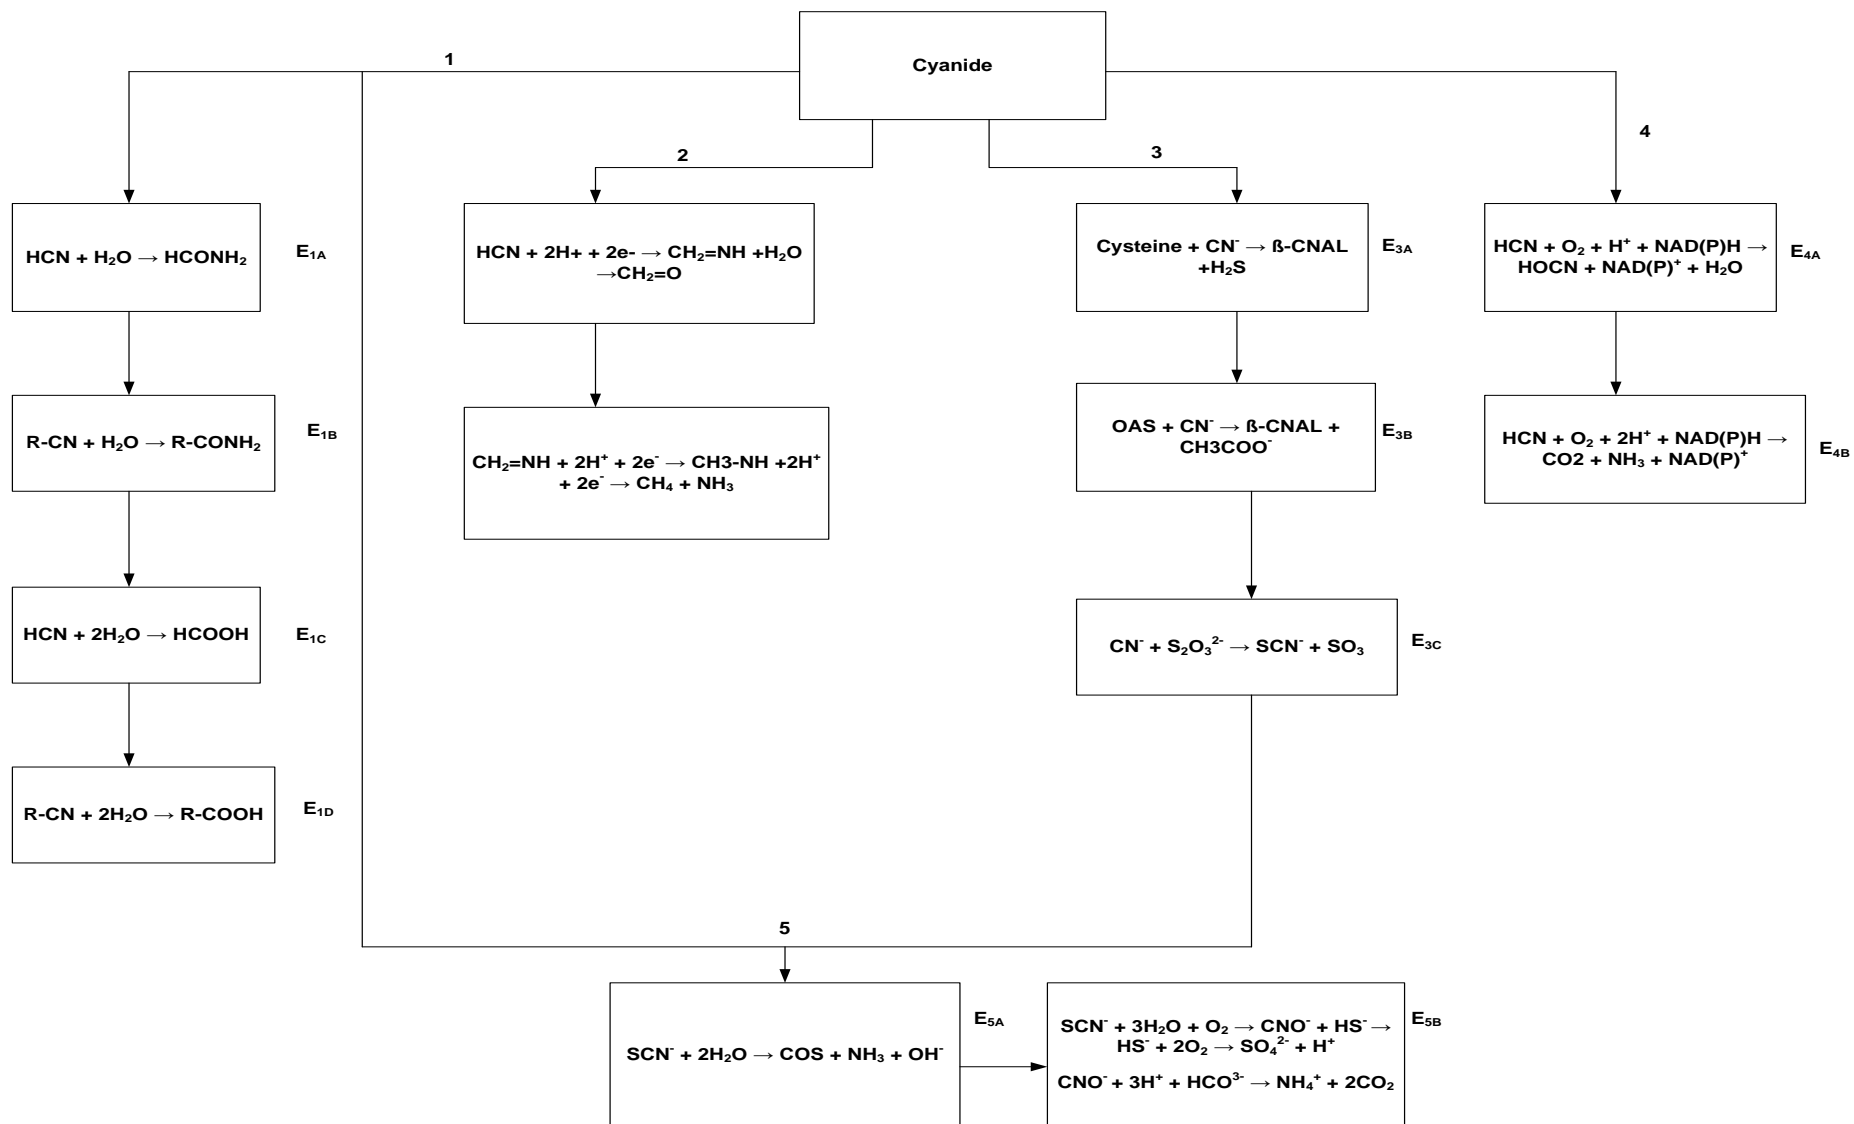 Cyanide
1
2
3
4
HCN + H₂O → HCONH₂
E₁A
R-CN + H₂O → R-CONH₂
E₁B
HCN + 2H₂O → HCOOH
E₁C
R-CN + 2H₂O → R-COOH
E₁D
HCN + 2H+ + 2e- → CH₂=NH +H₂O
→CH₂=O
CH₂=NH + 2H⁺ + 2e⁻ → CH3-NH +2H⁺
+ 2e⁻ → CH₄ + NH₃
Cysteine + CN⁻ → ß-CNAL
+H₂S
E₃A
OAS + CN⁻ → ß-CNAL +
CH3COO⁻
E₃B
CN⁻ + S₂O₃²⁻ → SCN⁻ + SO₃
E₃C
HCN + O₂ + H⁺ + NAD(P)H →
HOCN + NAD(P)⁺ + H₂O
E₄A
HCN + O₂ + 2H⁺ + NAD(P)H →
CO2 + NH₃ + NAD(P)⁺
E₄B
5
SCN⁻ + 2H₂O → COS + NH₃ + OH⁻
E₅A
SCN⁻ + 3H₂O + O₂ → CNO⁻ + HS⁻ →
HS⁻ + 2O₂ → SO₄²⁻ + H⁺
CNO⁻ + 3H⁺ + HCO³⁻ → NH₄⁺ + 2CO₂
E₅B